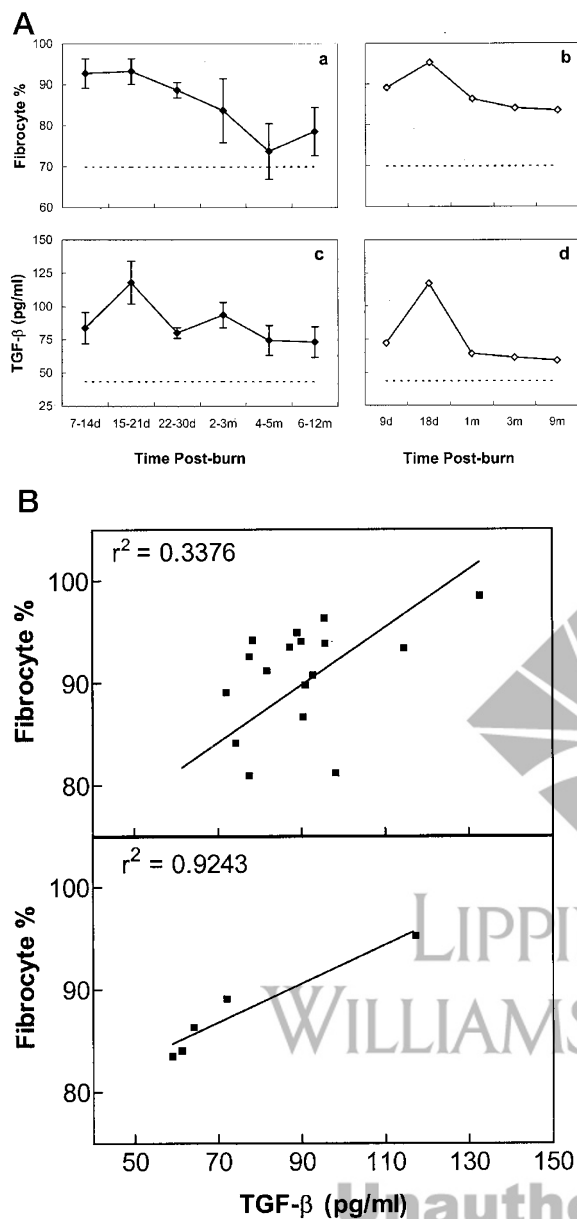 A
a
b
Fibrocyte %
100
90
80
70
60
c
d
TGF-β (pg/ml)
150
125
100
75
50
25
7-14d 15-21d 22-30d 2-3m 4-5m 6-12m
9d 18d 1m 3m 9m
Time Post-burn
Time Post-burn
B
r² = 0.3376
Fibrocyte %
100
90
80
r² = 0.9243
Fibrocyte %
100
90
80
50 70 90 110 130 150
TGF-β (pg/ml)
LIPPI
WILLIAMS
Unautho